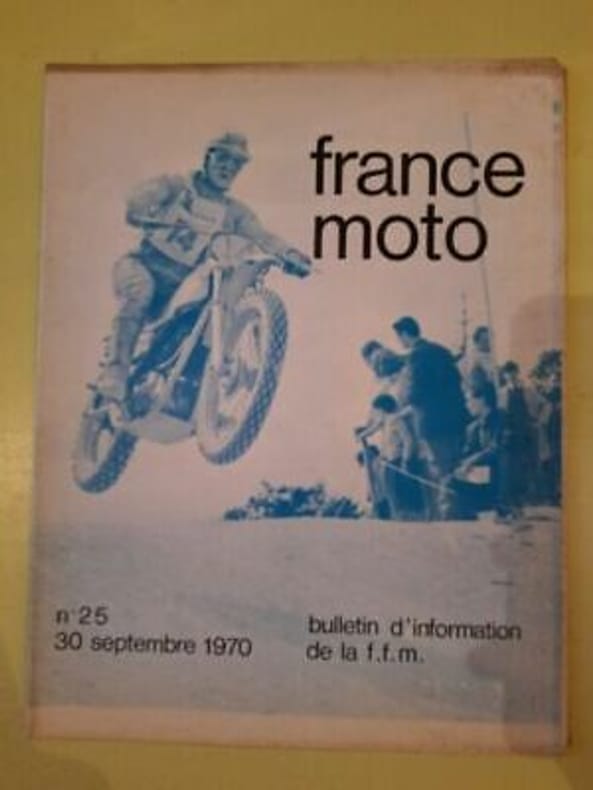 france
moto
n°25
30 septembre 1970
bulletin d'information
de la f.f.m.